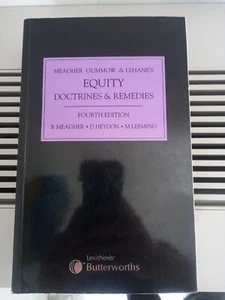 MEAGHER GUMMOW & LEHANE'S
EQUITY
DOCTRINES & REMEDIES
FOURTH EDITION
R MEAGHER • D HEYDON • M LEEMING
LexisNexis®
Butterworths